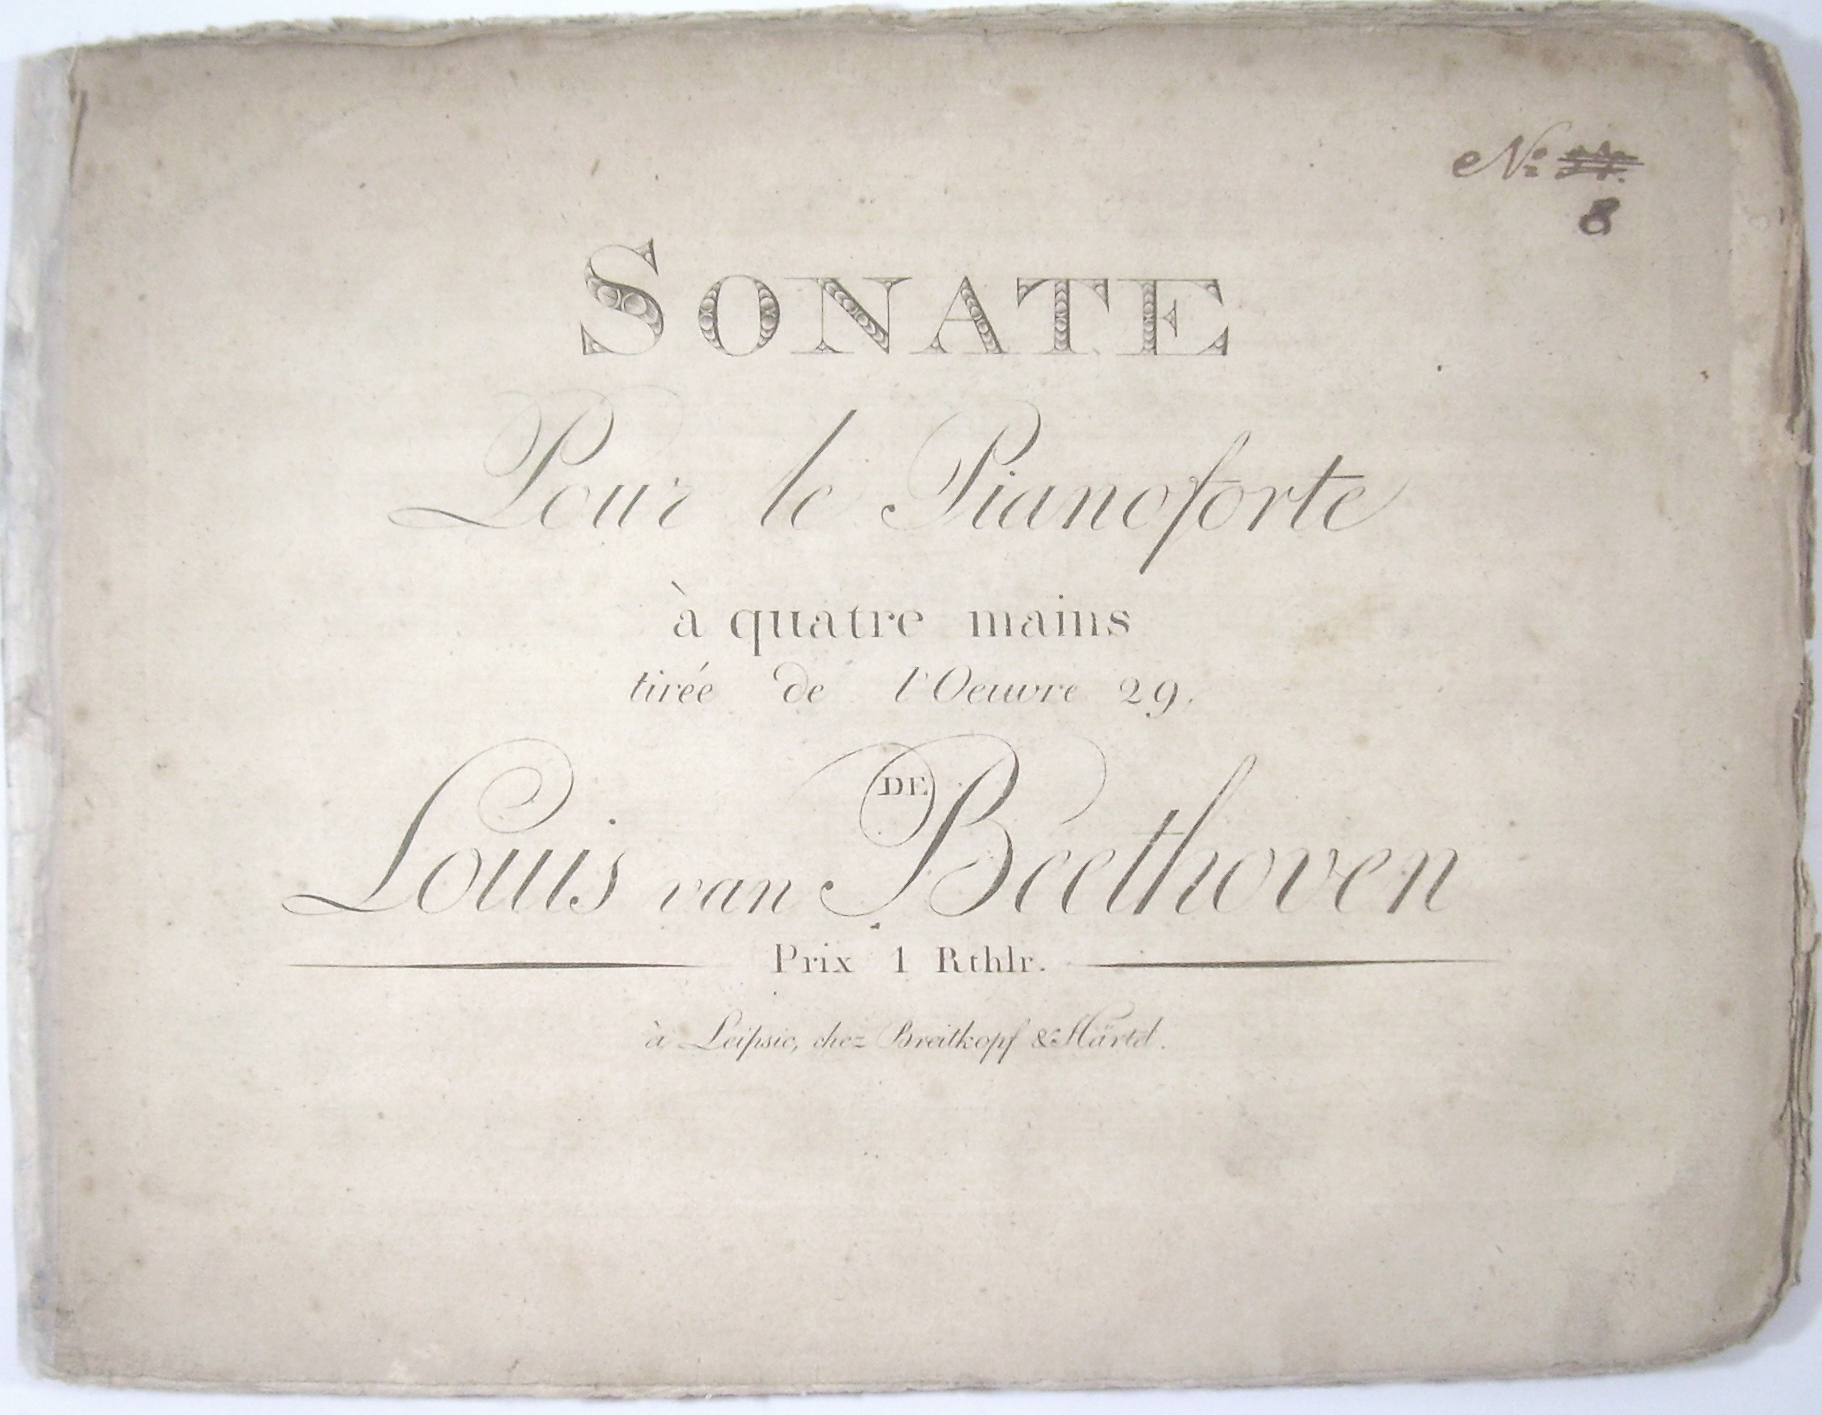 No:
8
SONATE
Pour le Pianoforte
à quatre mains
tirée de l'Oeuvre 29.
DE
Louis van Beethoven
Prix 1 Rthlr.
à Leipsic, chez Breitkopf & Härtel.